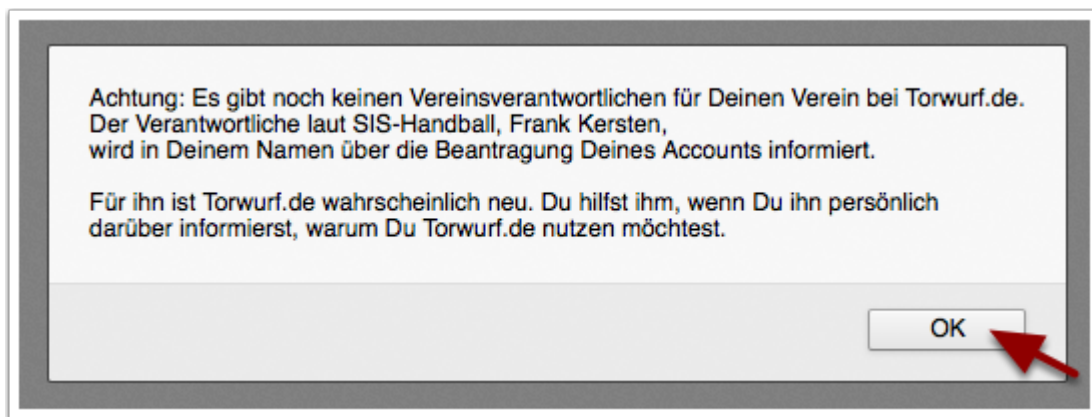 Achtung: Es gibt noch keinen Vereinsverantwortlichen für Deinen Verein bei Torwurf.de.
Der Verantwortliche laut SIS-Handball, Frank Kersten,
wird in Deinem Namen über die Beantragung Deines Accounts informiert.
Für ihn ist Torwurf.de wahrscheinlich neu. Du hilfst ihm, wenn Du ihn persönlich
darüber informierst, warum Du Torwurf.de nutzen möchtest.
OK